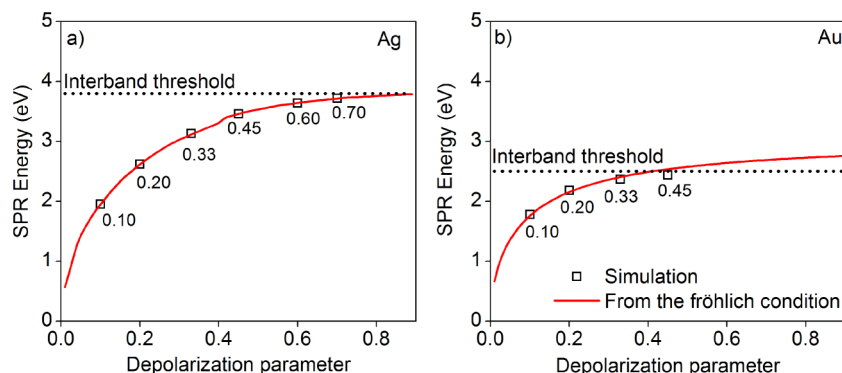 a) Ag
Interband threshold
0.10
0.20
0.33
0.45
0.60
0.70
5
4
3
2
1
0
0.0 0.2 0.4 0.6 0.8
SPR Energy (eV)
Depolarization parameter
b) Au
Interband threshold
0.10
0.20
0.33
0.45
Simulation
From the fröhlich condition
5
4
3
2
1
0
0.0 0.2 0.4 0.6 0.8
SPR Energy (eV)
Depolarization parameter